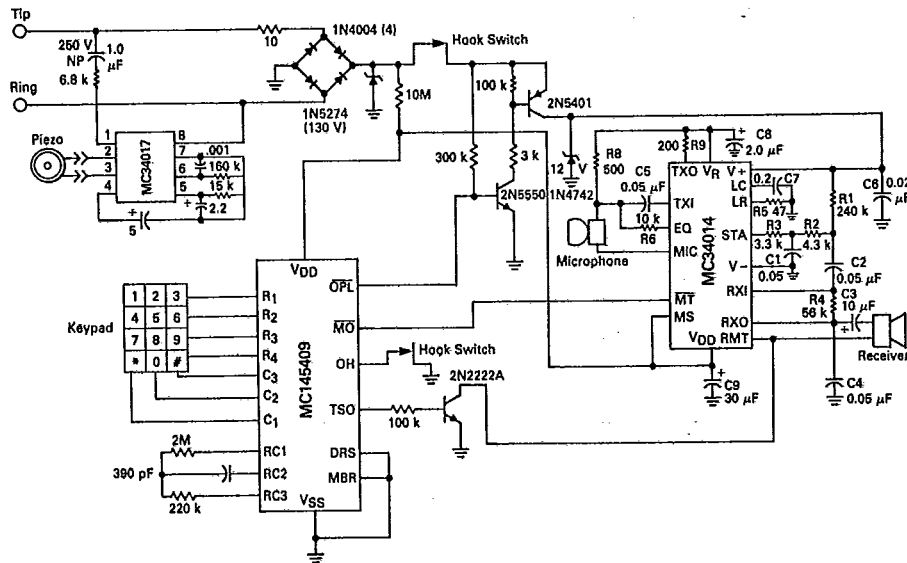 Tip
250 V
NP
1.0
μF
6.8 k
Ring
10
1N4004 (4)
1N5274
(130 V)
Hook Switch
10M
100 k
2N5401
300 k
3 k
2N5550
12 V
1N4742
Piezo
MC34017
1
2
3
4
8
7
6
5
.001
160 k
15 k
2.2
+
5
+
R8
500
200
R9
+
C8
2.0 μF
C5
0.05 μF
10 k
R6
Microphone
TXO
VR
V+
LC
LR
TXI
EQ
MIC
STA
V-
RXI
RXO
RMT
MT
MS
VDD
MC34014
0.2
C7
R5 47
R1
240 k
C6
0.02
μF
R3
3.3 k
R2
4.3 k
C1
0.05
C2
0.05 μF
R4
56 k
C3
10 μF
+
Receiver
C4
0.05 μF
+
C9
30 μF
Keypad
1 2 3
4 5 6
7 8 9
* 0 #
VDD
R1
R2
R3
R4
C3
C2
C1
RC1
RC2
RC3
VSS
OPL
MO
OH
TSO
DRS
MBR
MC145409
Hook Switch
2N2222A
100 k
2M
390 pF
220 k